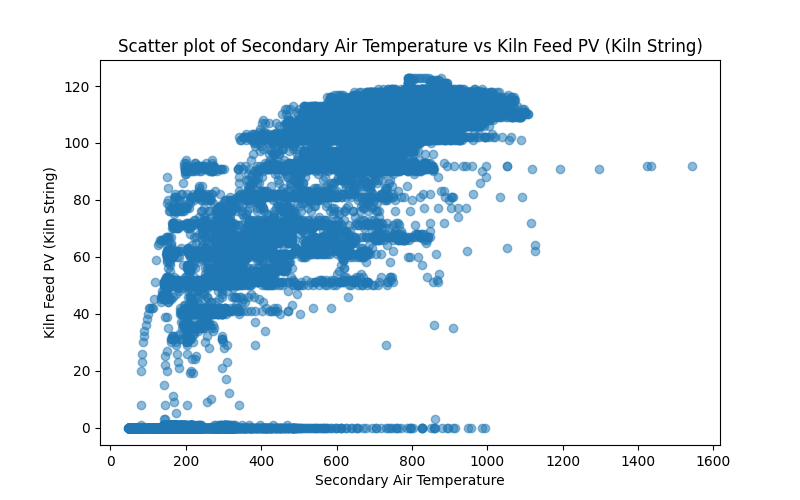 Scatter plot of Secondary Air Temperature vs Kiln Feed PV (Kiln String)
Kiln Feed PV (Kiln String)
120
100
80
60
40
20
0
0 200 400 600 800 1000 1200 1400 1600
Secondary Air Temperature